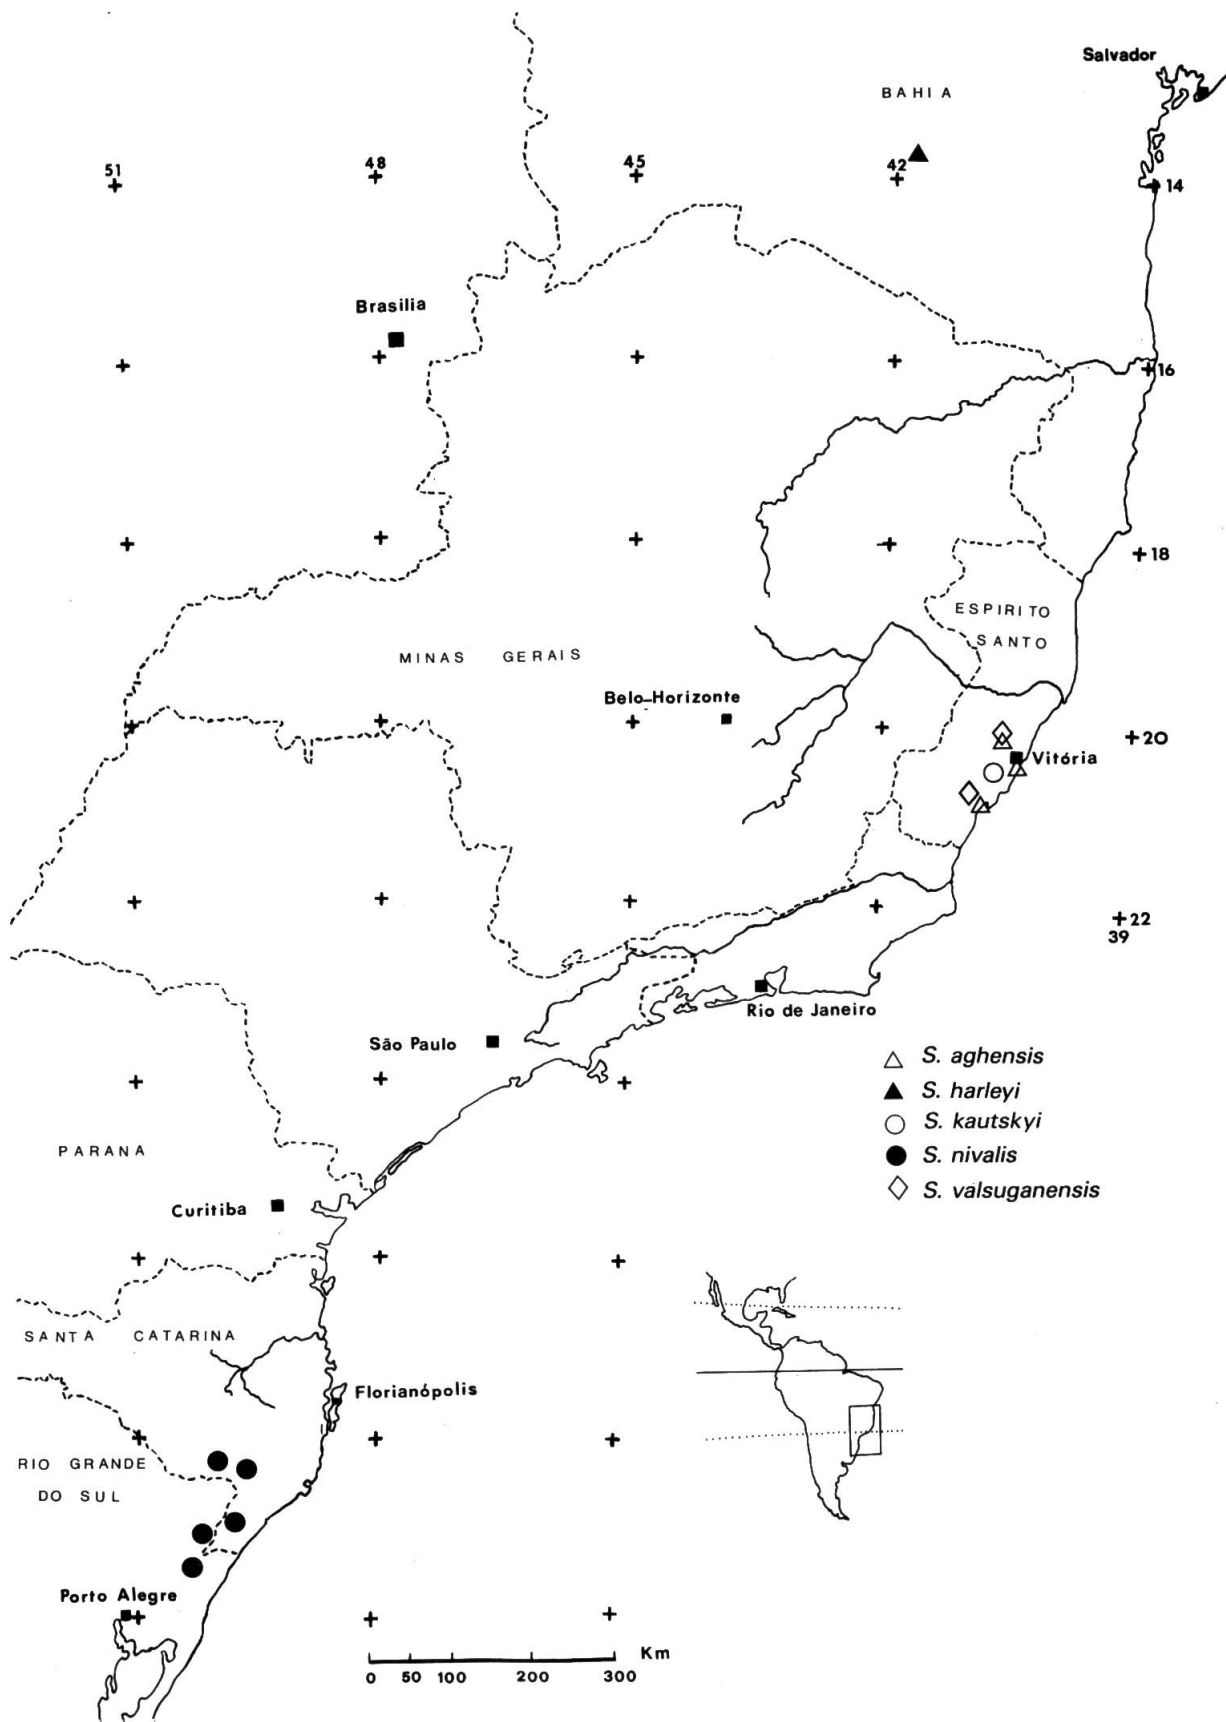 Salvador
BAHIA
51
48
45
42
14
Brasilia
16
18
ESPIRITO
SANTO
MINAS GERAIS
Belo-Horizonte
20
Vitória
22
39
Rio de Janeiro
São Paulo
S. aghensis
S. harleyi
S. kautskyi
S. nivalis
S. valsuganensis
PARANA
Curitiba
SANTA CATARINA
Florianópolis
RIO GRANDE
DO SUL
Porto Alegre
Km
0 50 100 200 300